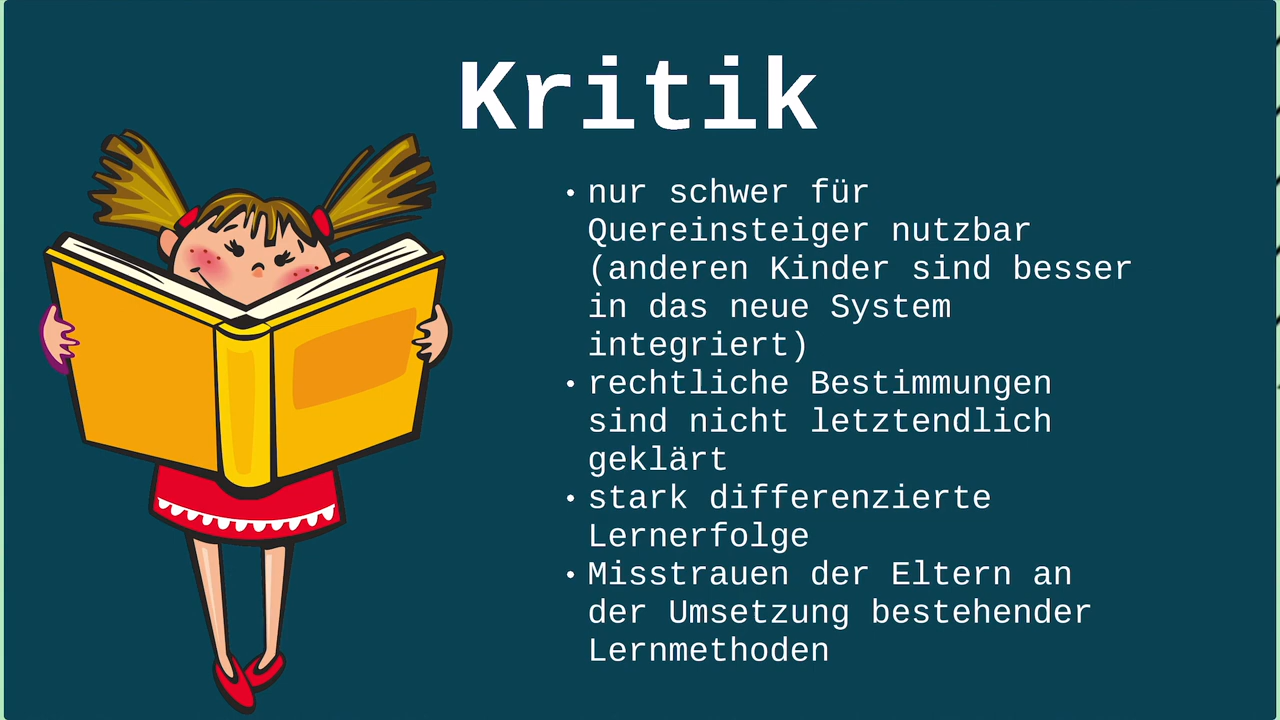 Kritik
• nur schwer für
Quereinsteiger nutzbar
(anderen Kinder sind besser
in das neue System
integriert)
• rechtliche Bestimmungen
sind nicht letztendlich
geklärt
• stark differenzierte
Lernerfolge
• Misstrauen der Eltern an
der Umsetzung bestehender
Lernmethoden